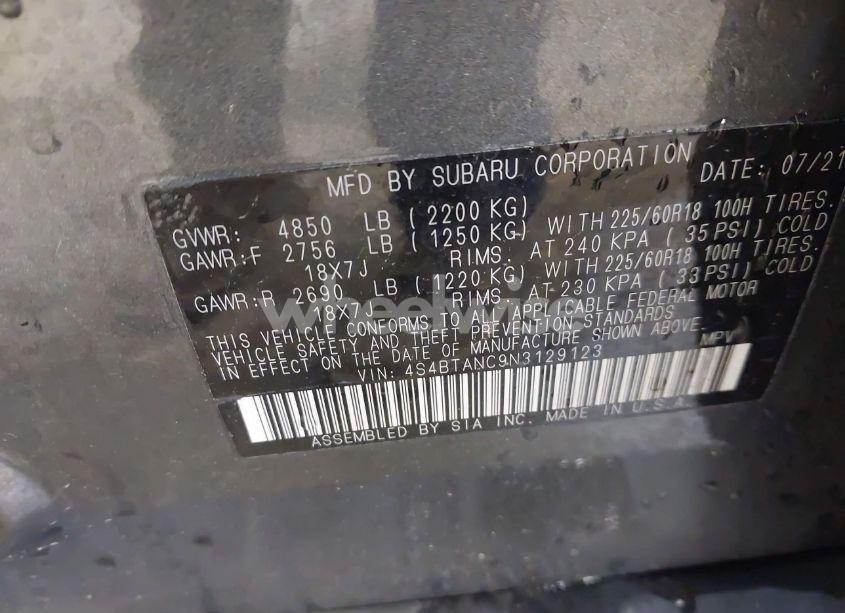 MFD BY SUBARU CORPORATION DATE: 07/21
GVWR: 4850 LB (2200 KG)
GAWR:F 2756 LB (1250 KG) WITH 225/60R18 100H TIRES.
18X7J RIMS. AT 240 KPA (35 PSI) COLD
GAWR:R 2690 LB (1220 KG) WITH 225/60R18 100H TIRES.
18X7J RIMS. AT 230 KPA (33 PSI) COLD
THIS VEHICLE CONFORMS TO ALL APPLICABLE FEDERAL MOTOR
VEHICLE SAFETY AND THEFT PREVENTION STANDARDS
IN EFFECT ON THE DATE OF MANUFACTURE SHOWN ABOVE.
VIN: 4S4BTANC9N3129123 MPV
ASSEMBLED BY SIA INC. MADE IN U.S.A.